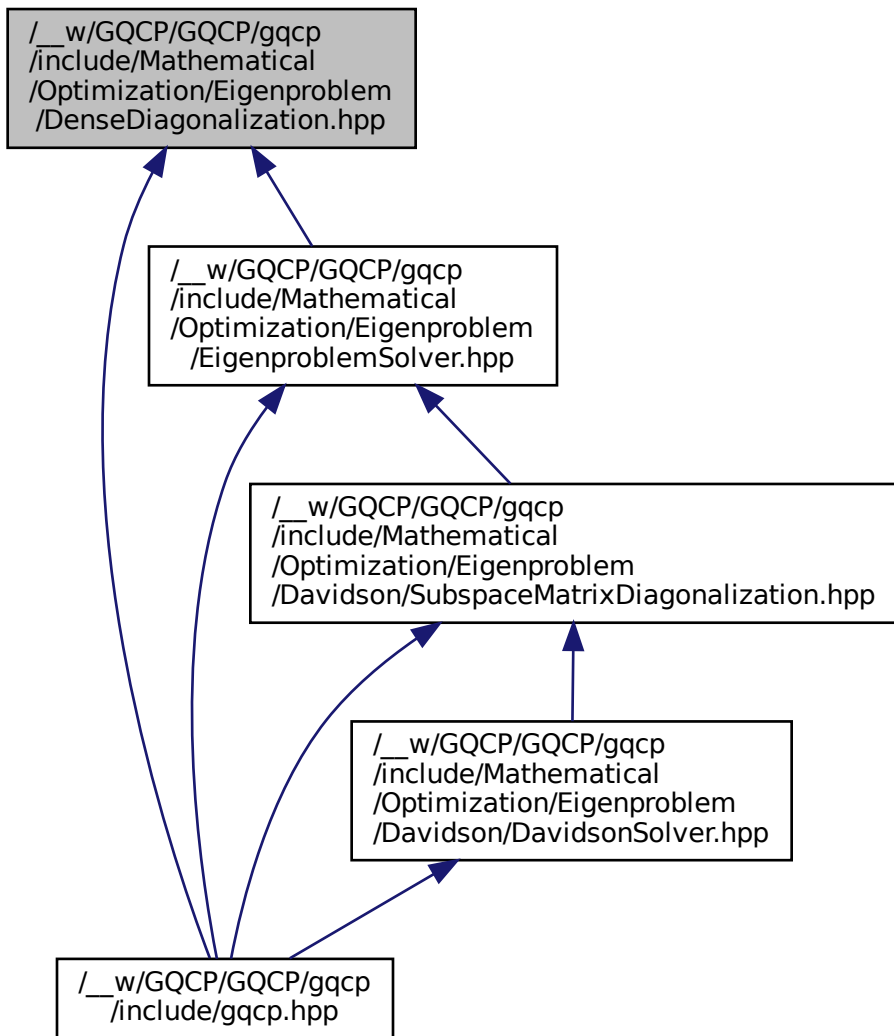 /__w/GQCP/GQCP/gqcp
/include/Mathematical
/Optimization/Eigenproblem
/DenseDiagonalization.hpp
/__w/GQCP/GQCP/gqcp
/include/Mathematical
/Optimization/Eigenproblem
/EigenproblemSolver.hpp
/__w/GQCP/GQCP/gqcp
/include/Mathematical
/Optimization/Eigenproblem
/Davidson/SubspaceMatrixDiagonalization.hpp
/__w/GQCP/GQCP/gqcp
/include/Mathematical
/Optimization/Eigenproblem
/Davidson/DavidsonSolver.hpp
/__w/GQCP/GQCP/gqcp
/include/gqcp.hpp